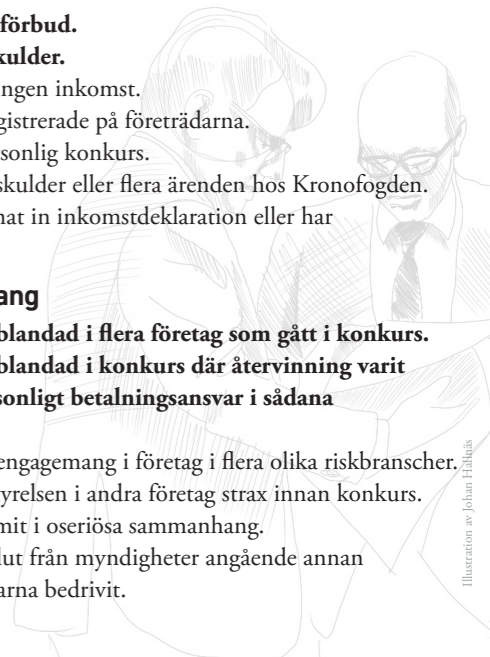 förbud.
kulder.
ngen inkomst.
gistrerade på företrädarna.
sonlig konkurs.
skulder eller flera ärenden hos Kronofogden.
nat in inkomstdeklaration eller har
ang
blandad i flera företag som gått i konkurs.
blandad i konkurs där återvinning varit
sonligt betalningsansvar i sådana
engagemang i företag i flera olika riskbranscher.
tyrelsen i andra företag strax innan konkurs.
mit i oseriösa sammanhang.
lut från myndigheter angående annan
arna bedrivit.
Illustration av Johan Hallnäs